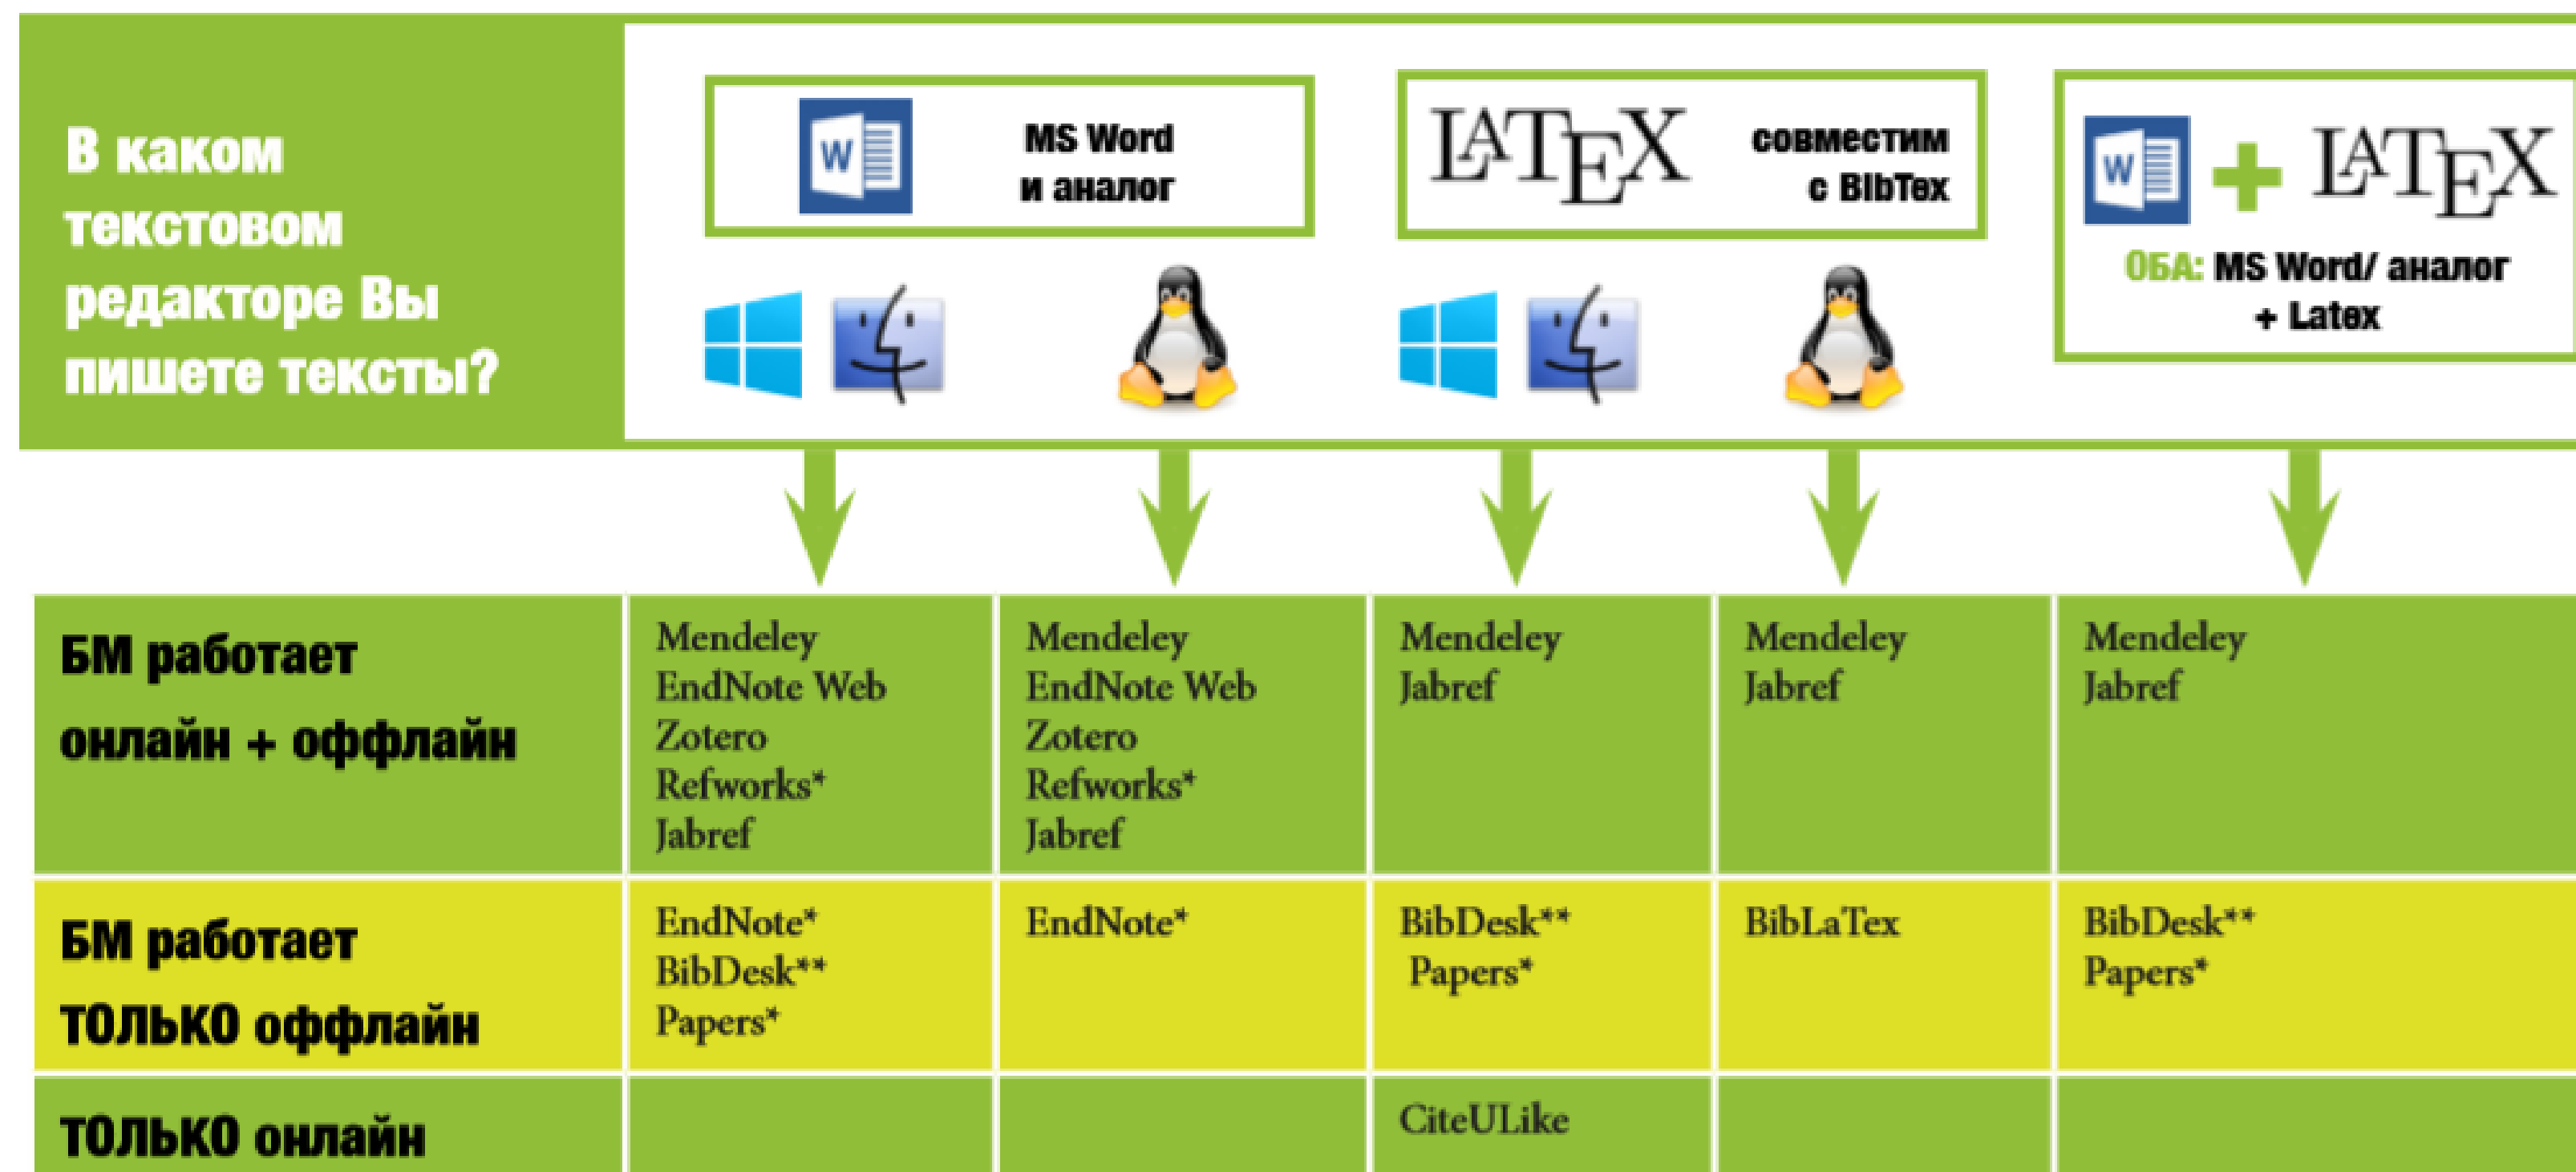 В каком
текстовом
редакторе Вы
пишете тексты?
W
MS Word
и аналог
LATEX
совместим
с BibTex
W + LATEX
ОБА: MS Word/ аналог
+ Latex
БМ работает
онлайн + оффлайн
Mendeley
EndNote Web
Zotero
Refworks*
Jabref
Mendeley
EndNote Web
Zotero
Refworks*
Jabref
Mendeley
Jabref
Mendeley
Jabref
Mendeley
Jabref
БМ работает
ТОЛЬКО оффлайн
EndNote*
BibDesk**
Papers*
EndNote*
BibDesk**
Papers*
BibLaTex
BibDesk**
Papers*
ТОЛЬКО онлайн
CiteULike